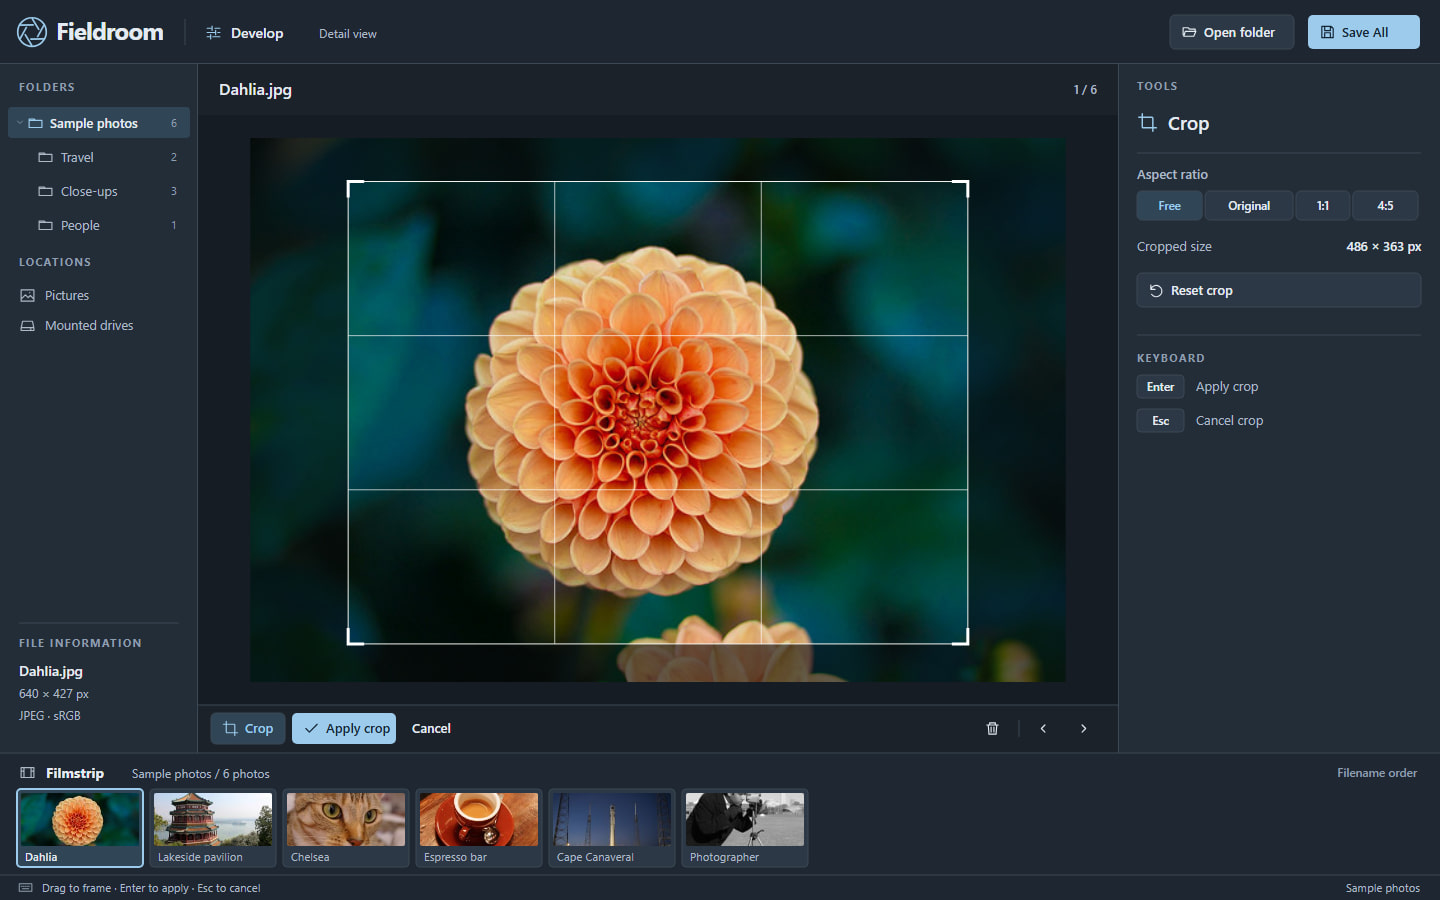 Fieldroom
Develop
Detail view
Open folder
Save All
FOLDERS
Sample photos 6
Travel 2
Close-ups 3
People 1
LOCATIONS
Pictures
Mounted drives
FILE INFORMATION
Dahlia.jpg
640 × 427 px
JPEG · sRGB
Dahlia.jpg
1 / 6
Crop
Apply crop
Cancel
TOOLS
Crop
Aspect ratio
Free Original 1:1 4:5
Cropped size 486 × 363 px
Reset crop
KEYBOARD
Enter Apply crop
Esc Cancel crop
Filmstrip
Sample photos / 6 photos
Filename order
Dahlia
Lakeside pavilion
Chelsea
Espresso bar
Cape Canaveral
Photographer
Drag to frame · Enter to apply · Esc to cancel
Sample photos